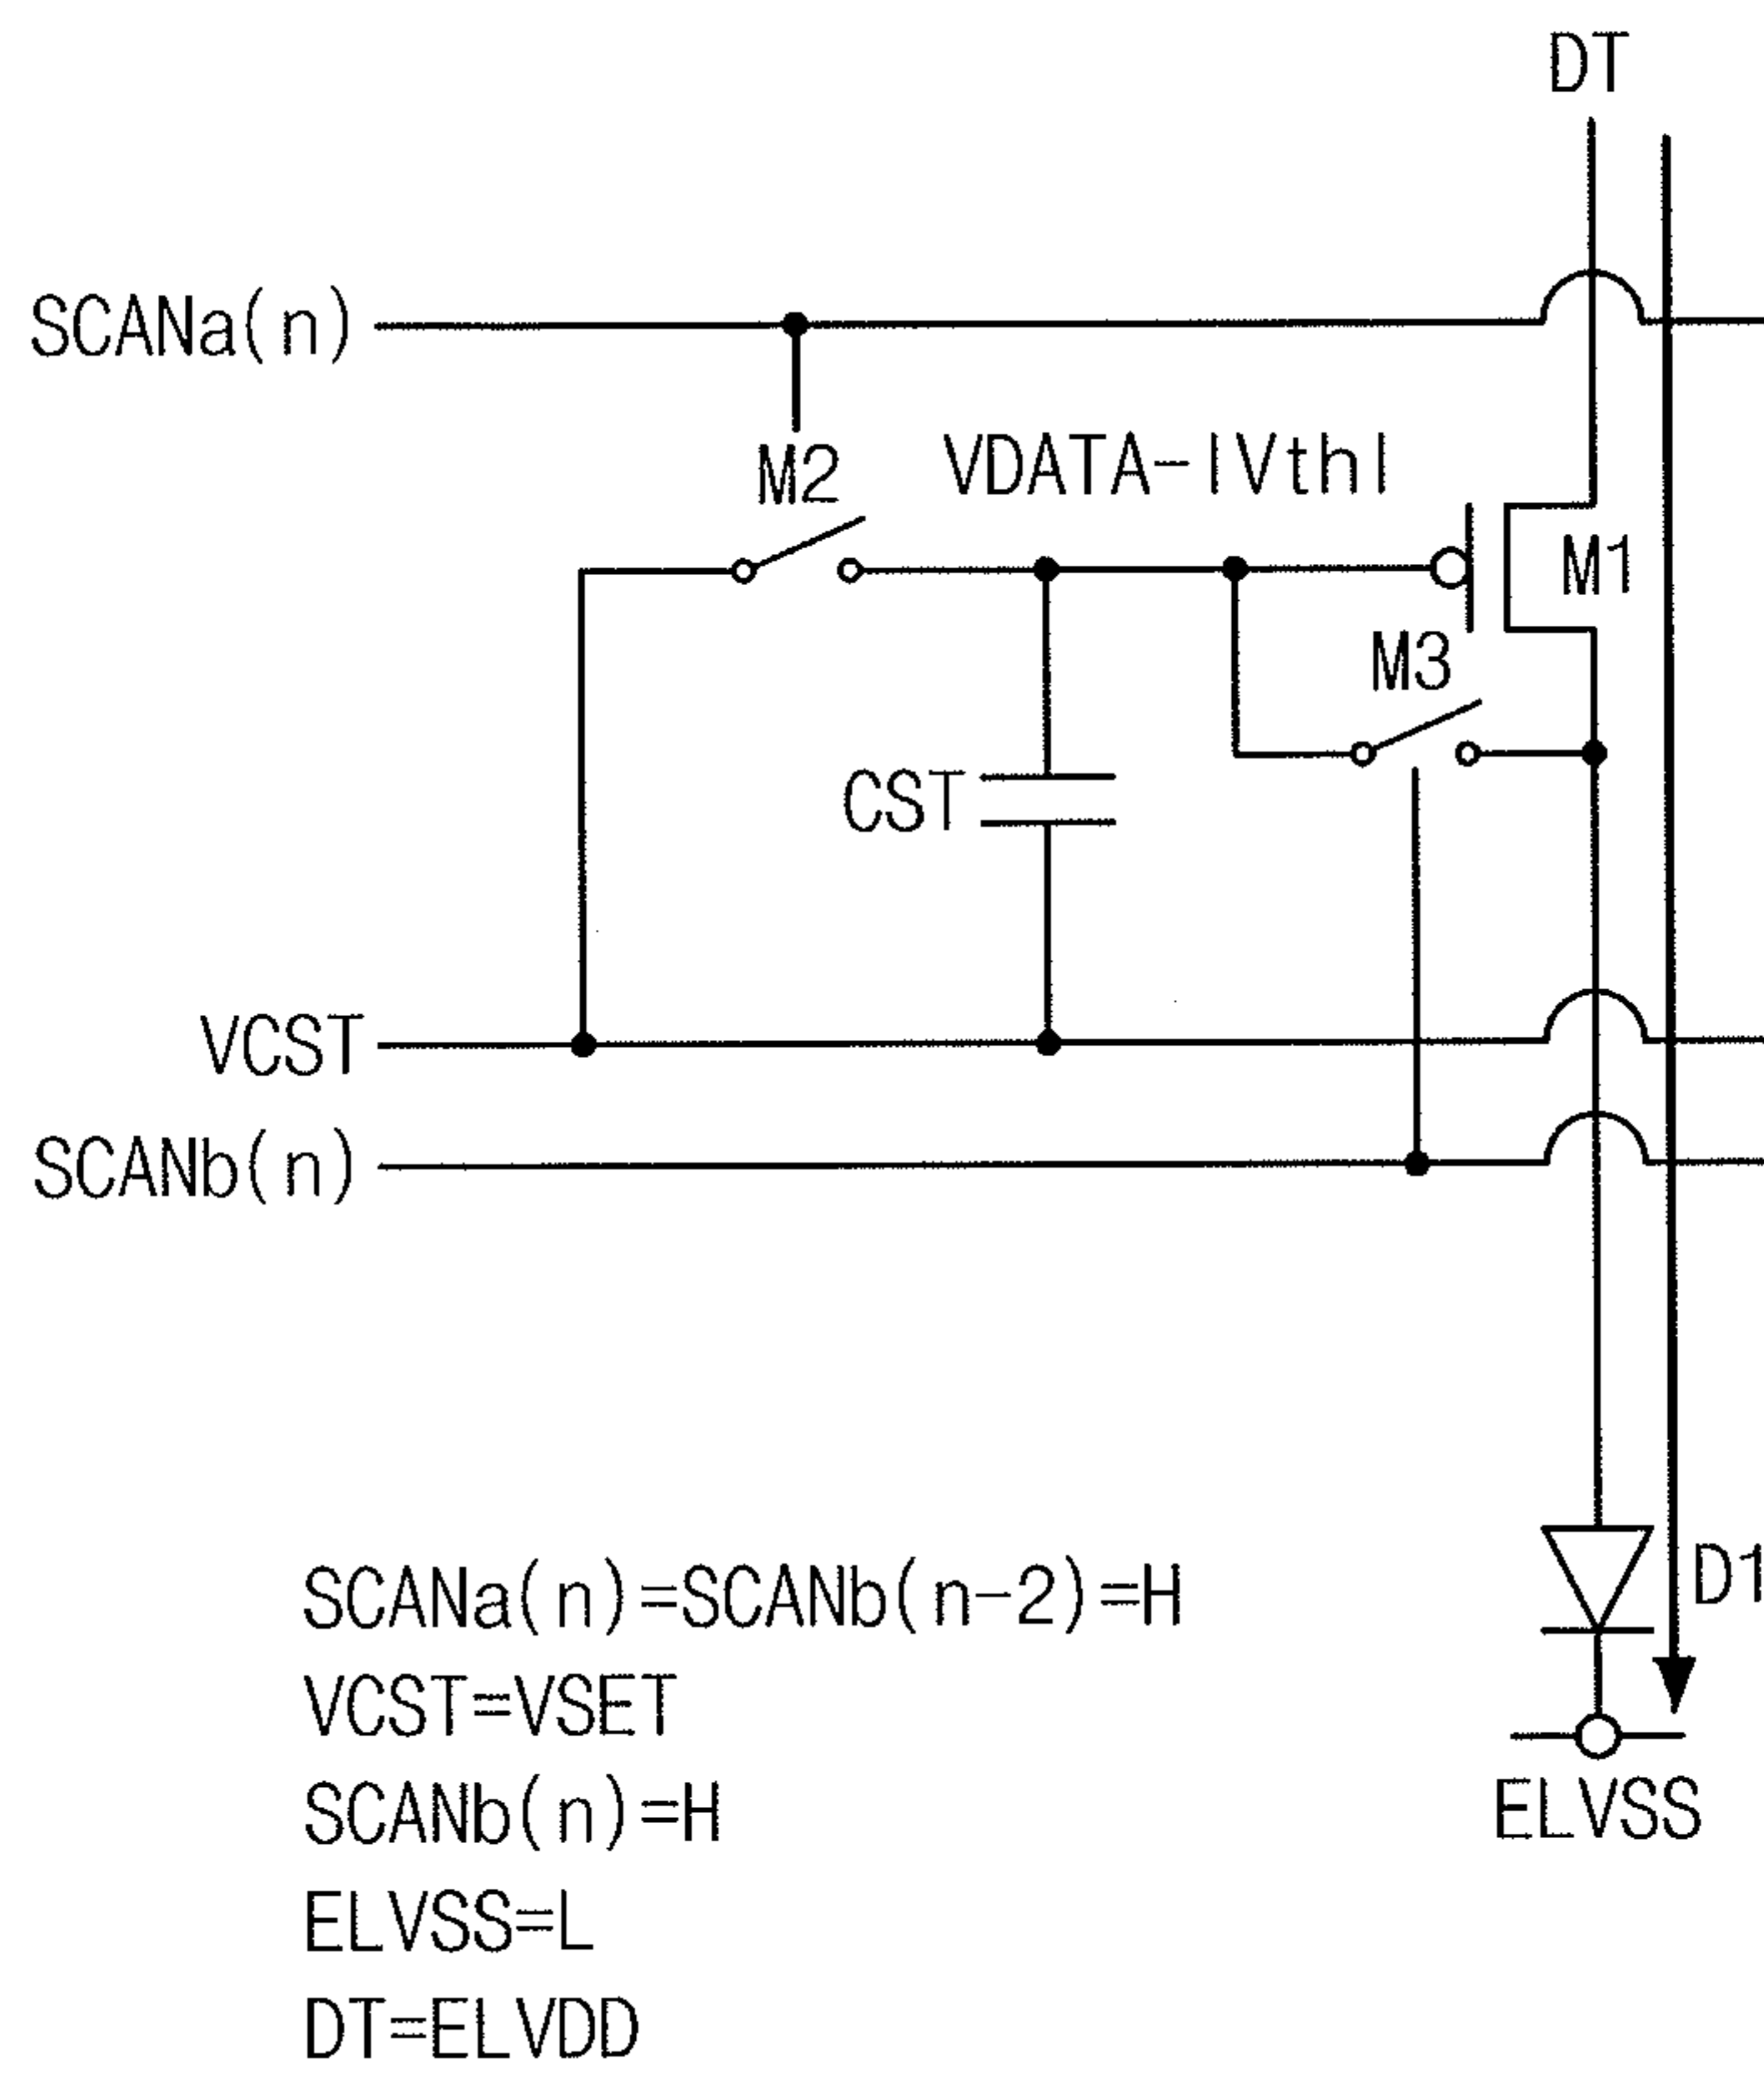 DT
SCANa(n)
M2
VDATA-|Vth|
M1
M3
CST
VCST
SCANb(n)
D1
SCANa(n)=SCANb(n-2)=H
VCST=VSET
SCANb(n)=H
ELVSS
ELVSS=L
DT=ELVDD